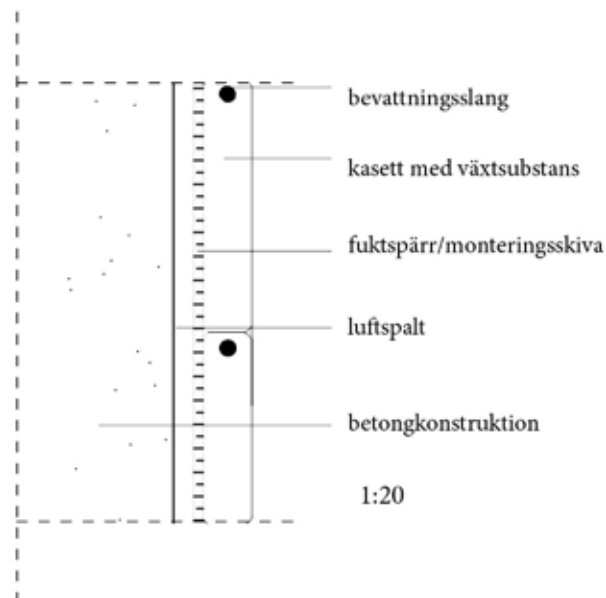 bevattningsslang
kasett med växtsubstans
fuktspärr/monteringsskiva
luftspalt
betongkonstruktion
1:20